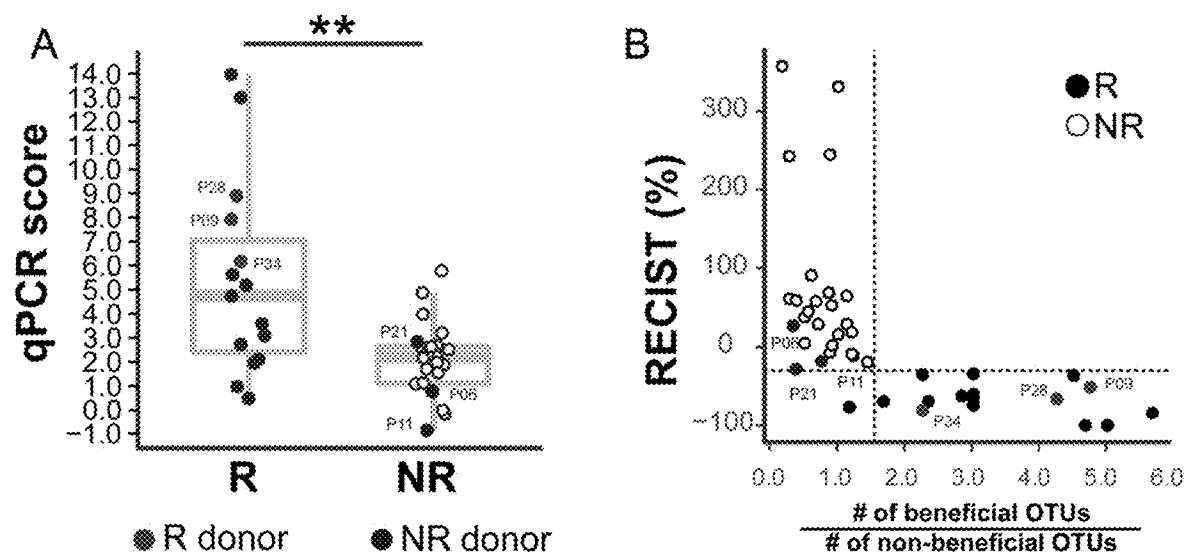 A
**
qPCR score
14.0
13.0
12.0
11.0
10.0
9.0
8.0
7.0
6.0
5.0
4.0
3.0
2.0
1.0
0.0
−1.0
P28
P09
P34
P21
P06
P11
R
NR
R donor
NR donor
B
RECIST (%)
300
200
100
0
−100
R
NR
P06
P21
P11
P34
P28
P09
0.0 1.0 2.0 3.0 4.0 5.0 6.0
# of beneficial OTUs
# of non-beneficial OTUs